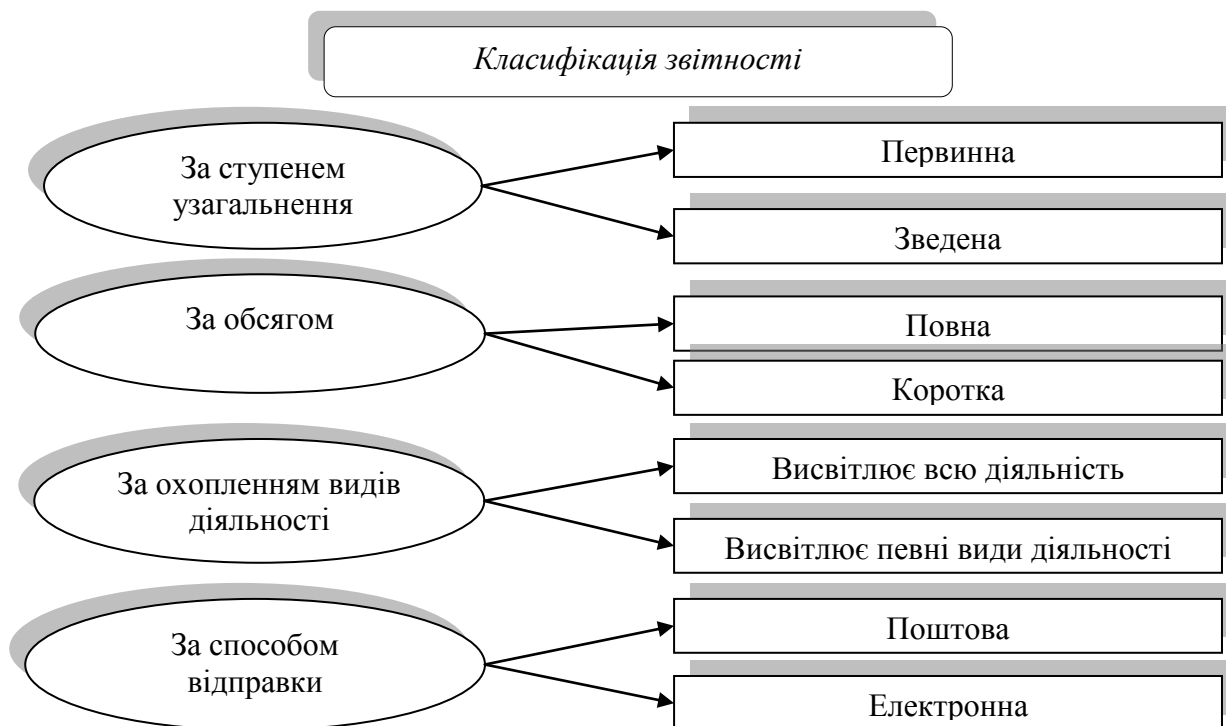 Класифікація звітності
За ступенем
узагальнення
Первинна
Зведена
За обсягом
Повна
Коротка
За охопленням видів
діяльності
Висвітлює всю діяльність
Висвітлює певні види діяльності
За способом
відправки
Поштова
Електронна